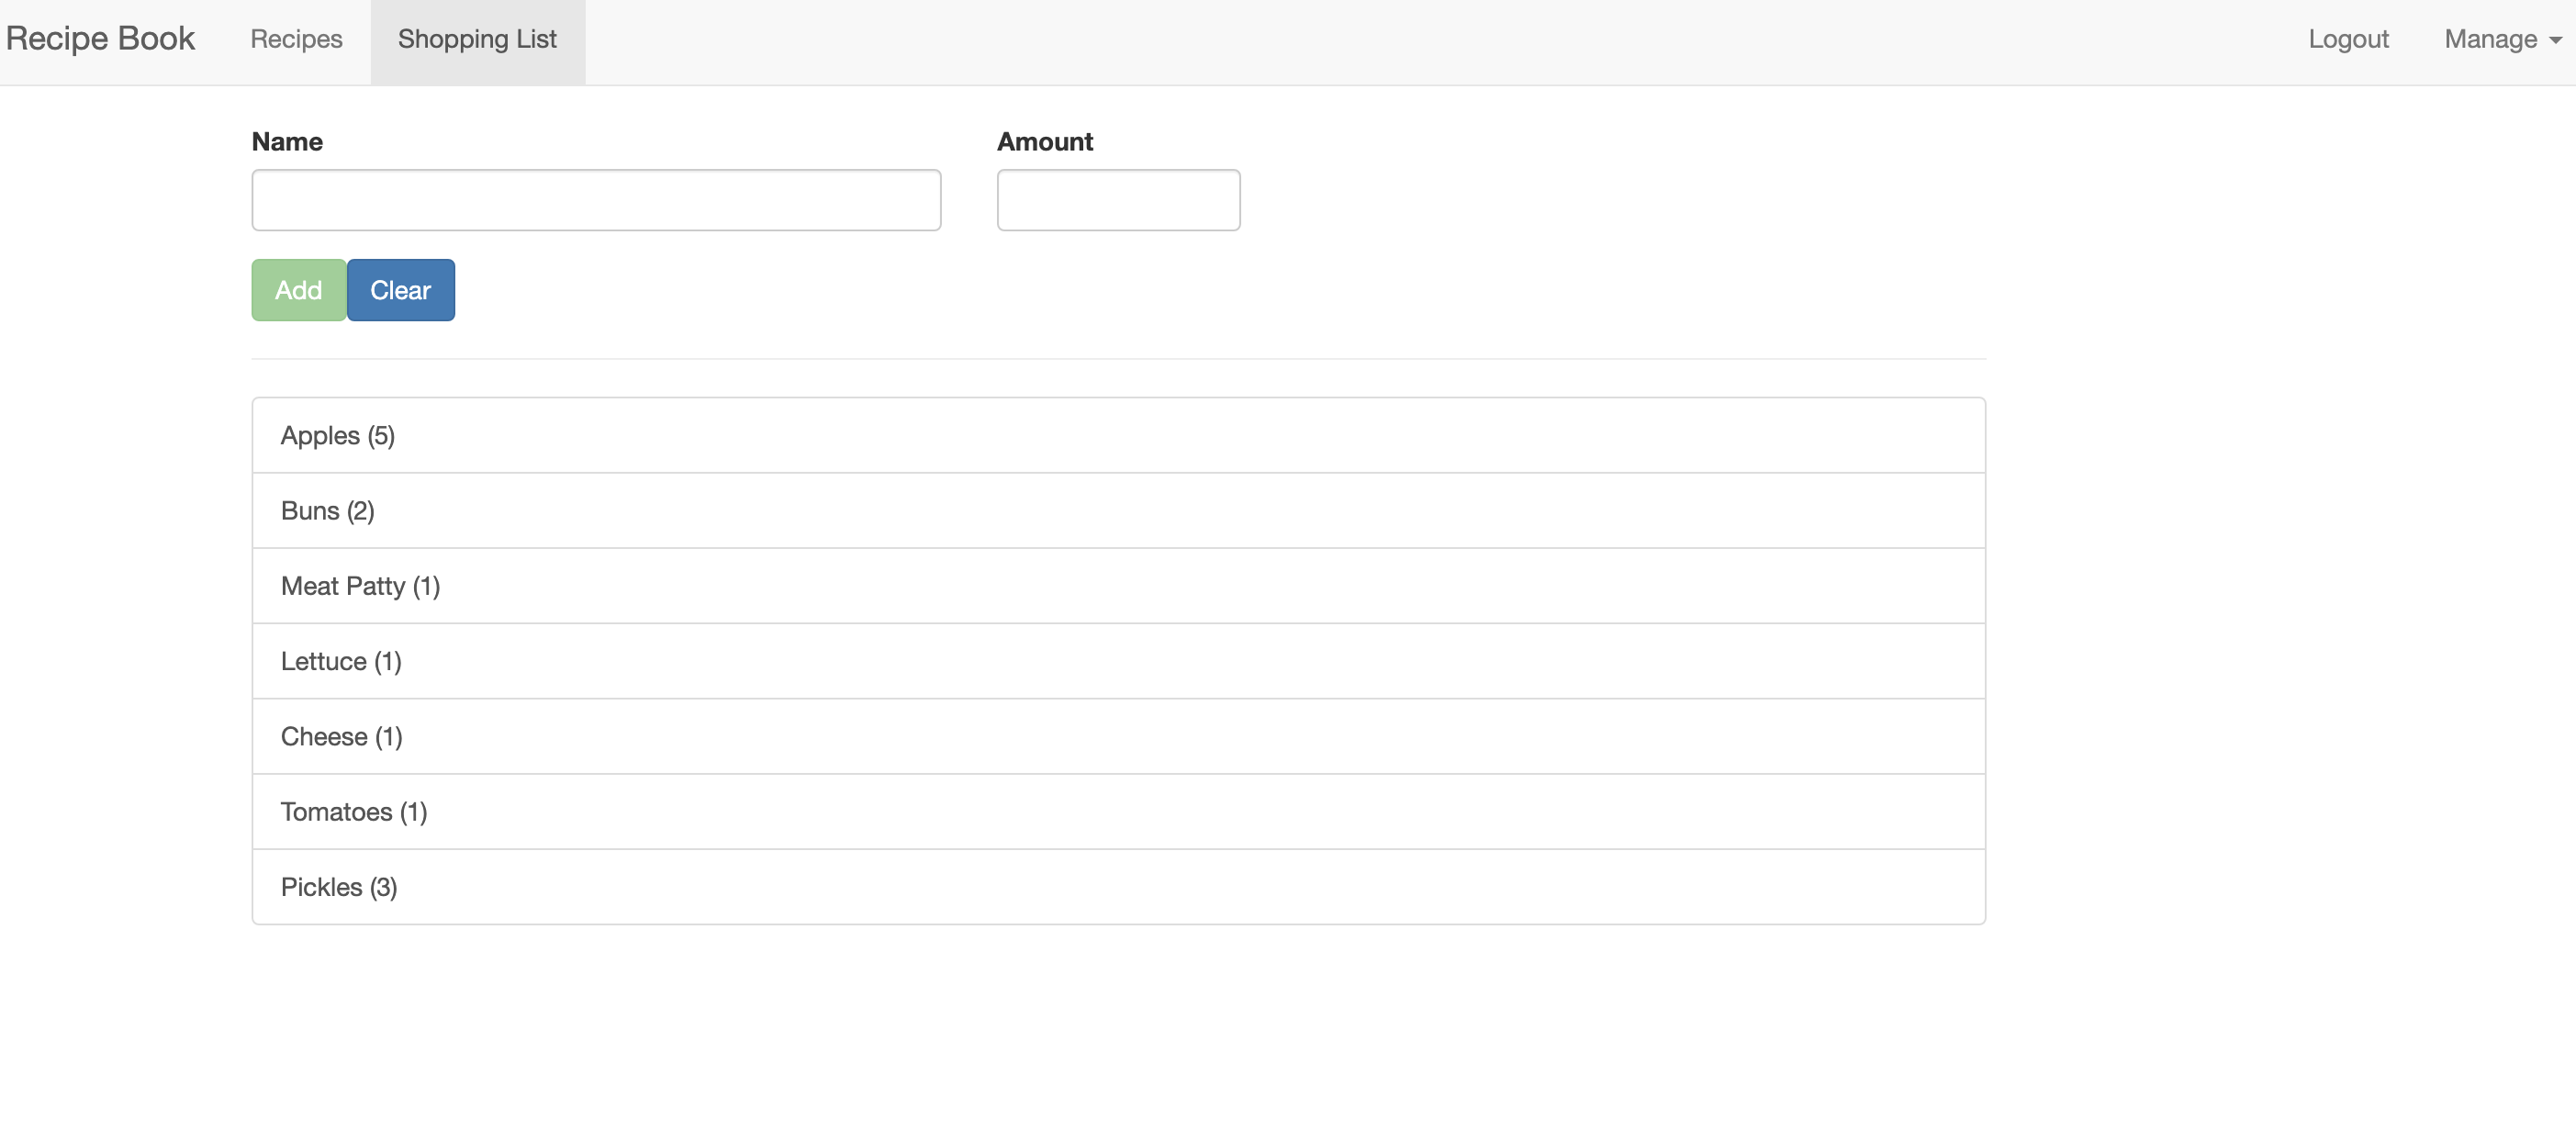 Recipe Book Recipes Shopping List Logout Manage
Name Amount
Add Clear
Apples (5)
Buns (2)
Meat Patty (1)
Lettuce (1)
Cheese (1)
Tomatoes (1)
Pickles (3)